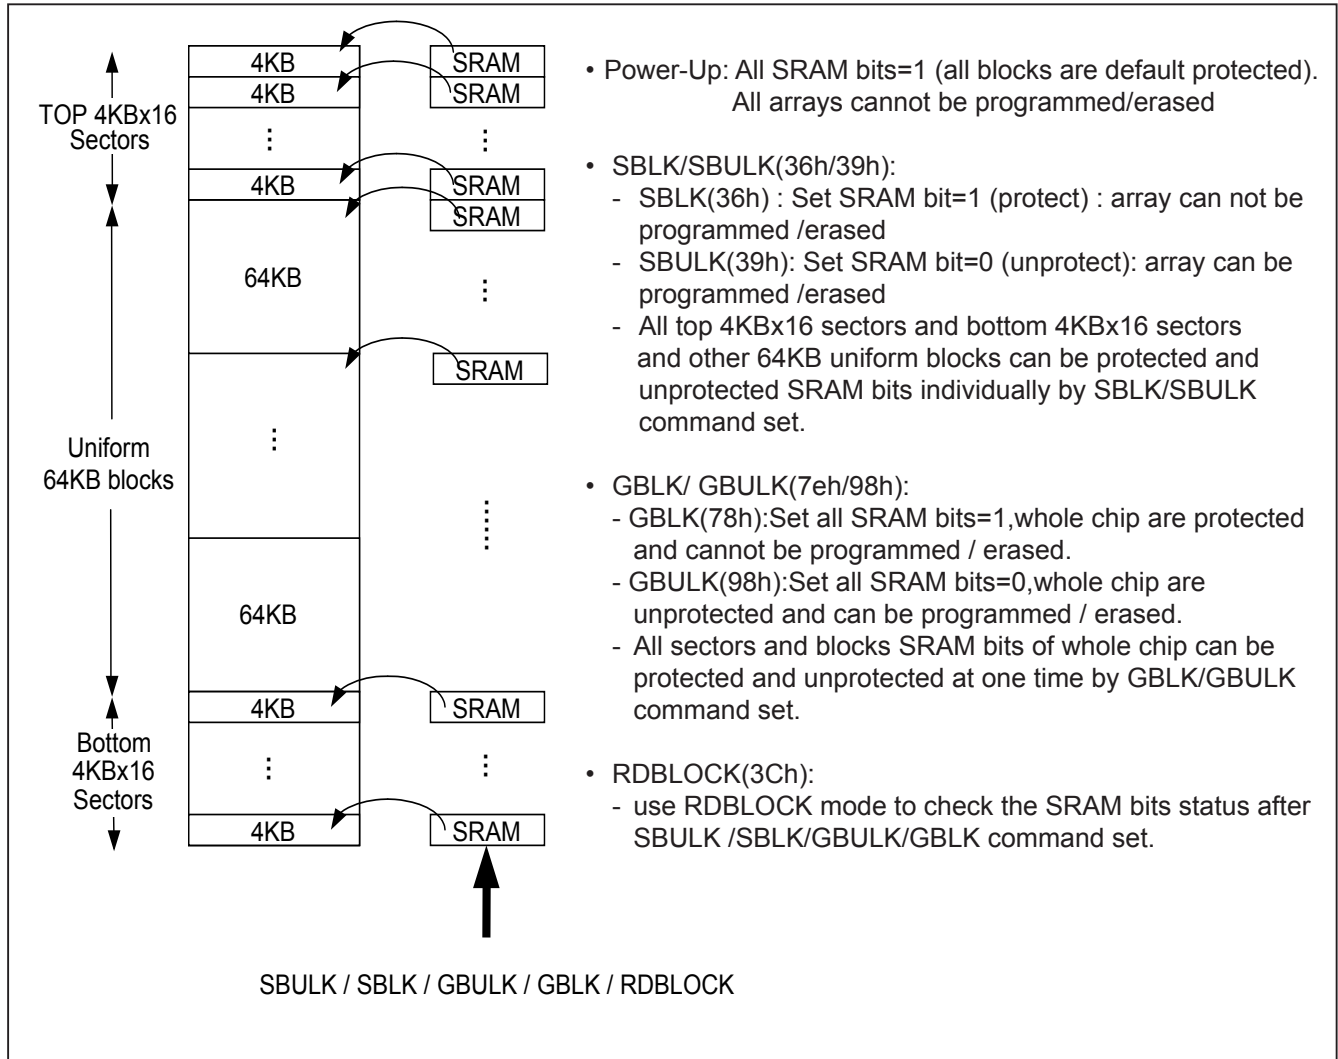 4KB
SRAM
4KB
SRAM
TOP 4KBx16
Sectors
⋮
⋮
4KB
SRAM
SRAM
64KB
⋮
SRAM
Uniform
64KB blocks
⋮
64KB
4KB
SRAM
Bottom
4KBx16
Sectors
⋮
⋮
4KB
SRAM
SBULK / SBLK / GBULK / GBLK / RDBLOCK
• Power-Up: All SRAM bits=1 (all blocks are default protected).
All arrays cannot be programmed/erased
• SBLK/SBULK(36h/39h):
- SBLK(36h) : Set SRAM bit=1 (protect) : array can not be
programmed /erased
- SBULK(39h): Set SRAM bit=0 (unprotect): array can be
programmed /erased
- All top 4KBx16 sectors and bottom 4KBx16 sectors
and other 64KB uniform blocks can be protected and
unprotected SRAM bits individually by SBLK/SBULK
command set.
• GBLK/ GBULK(7eh/98h):
- GBLK(78h):Set all SRAM bits=1,whole chip are protected
and cannot be programmed / erased.
- GBULK(98h):Set all SRAM bits=0,whole chip are
unprotected and can be programmed / erased.
- All sectors and blocks SRAM bits of whole chip can be
protected and unprotected at one time by GBLK/GBULK
command set.
• RDBLOCK(3Ch):
- use RDBLOCK mode to check the SRAM bits status after
SBULK /SBLK/GBULK/GBLK command set.